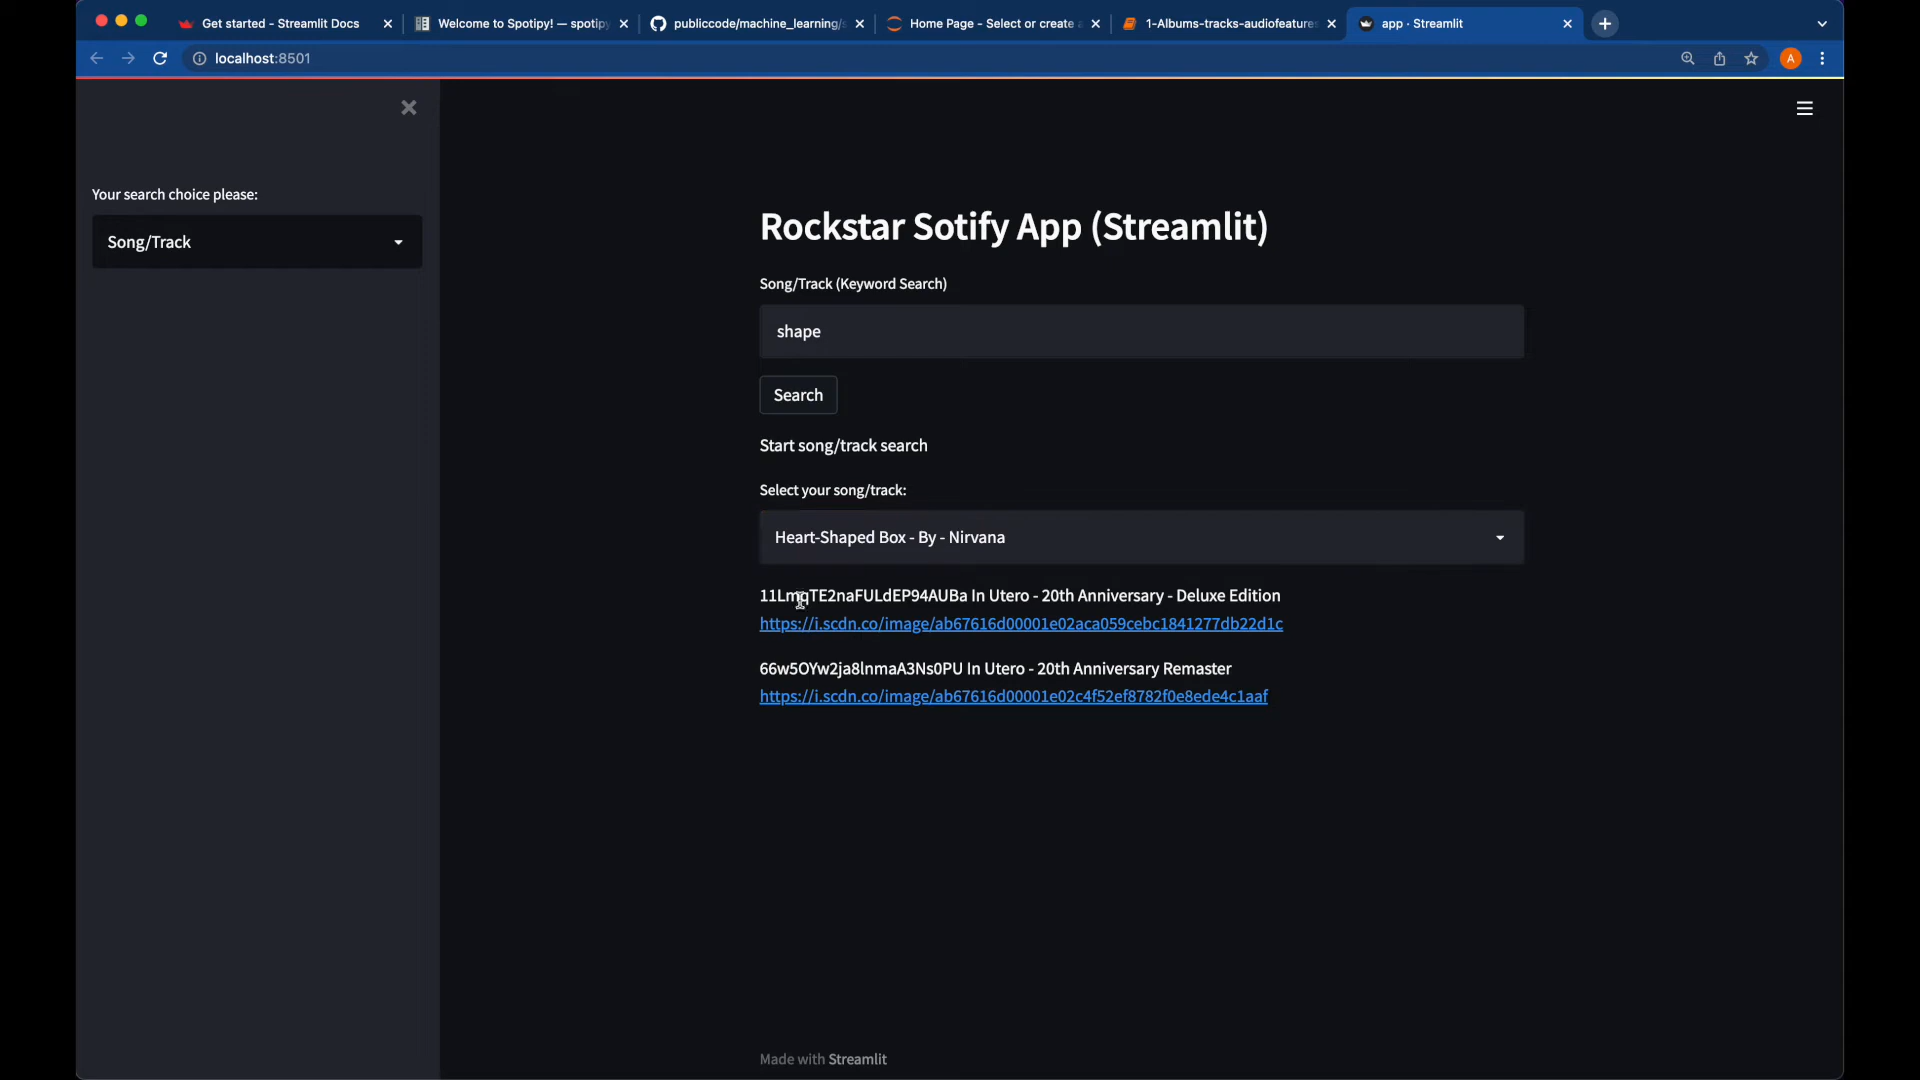 Get started - Streamlit Docs
Welcome to Spotipy! — spotip
publiccode/machine_learning/
Home Page - Select or create
1-Albums-tracks-audiofeature
app · Streamlit
localhost:8501
A
Your search choice please:
Song/Track
Rockstar Sotify App (Streamlit)
Song/Track (Keyword Search)
shape
Search
Start song/track search
Select your song/track:
Heart-Shaped Box - By - Nirvana
11LmqTE2naFULdEP94AUBa In Utero - 20th Anniversary - Deluxe Edition
https://i.scdn.co/image/ab67616d00001e02aca059cebc1841277db22d1c
66w5OYw2ja8lnmaA3Ns0PU In Utero - 20th Anniversary Remaster
https://i.scdn.co/image/ab67616d00001e02c4f52ef8782f0e8ede4c1aaf
Made with Streamlit